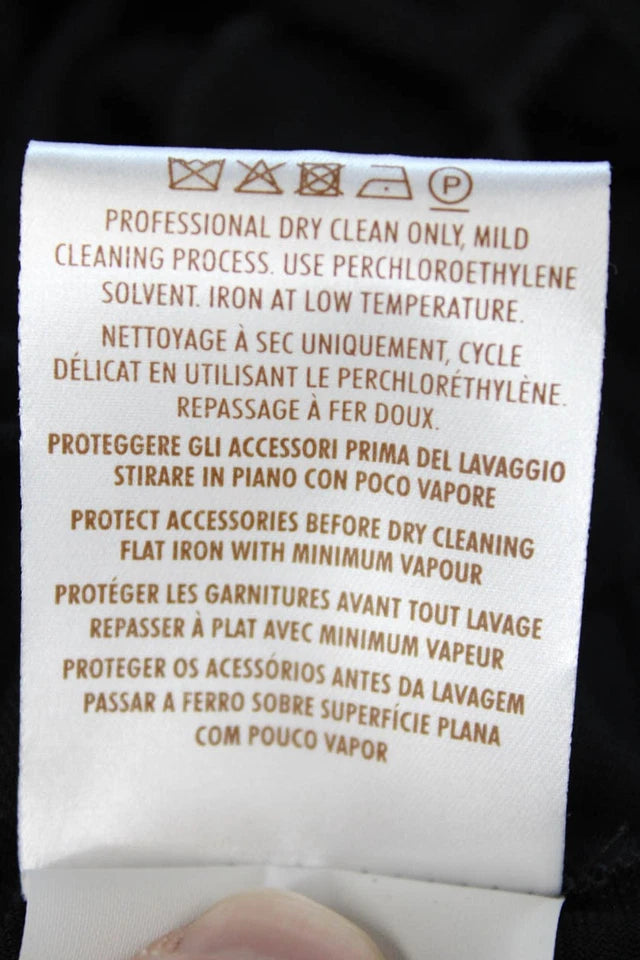 P
PROFESSIONAL DRY CLEAN ONLY, MILD
CLEANING PROCESS. USE PERCHLOROETHYLENE
SOLVENT. IRON AT LOW TEMPERATURE.
NETTOYAGE À SEC UNIQUEMENT, CYCLE
DÉLICAT EN UTILISANT LE PERCHLORÉTHYLÈNE.
REPASSAGE À FER DOUX.
PROTEGGERE GLI ACCESSORI PRIMA DEL LAVAGGIO
STIRARE IN PIANO CON POCO VAPORE
PROTECT ACCESSORIES BEFORE DRY CLEANING
FLAT IRON WITH MINIMUM VAPOUR
PROTÉGER LES GARNITURES AVANT TOUT LAVAGE
REPASSER À PLAT AVEC MINIMUM VAPEUR
PROTEGER OS ACESSÓRIOS ANTES DA LAVAGEM
PASSAR A FERRO SOBRE SUPERFÍCIE PLANA
COM POUCO VAPOR